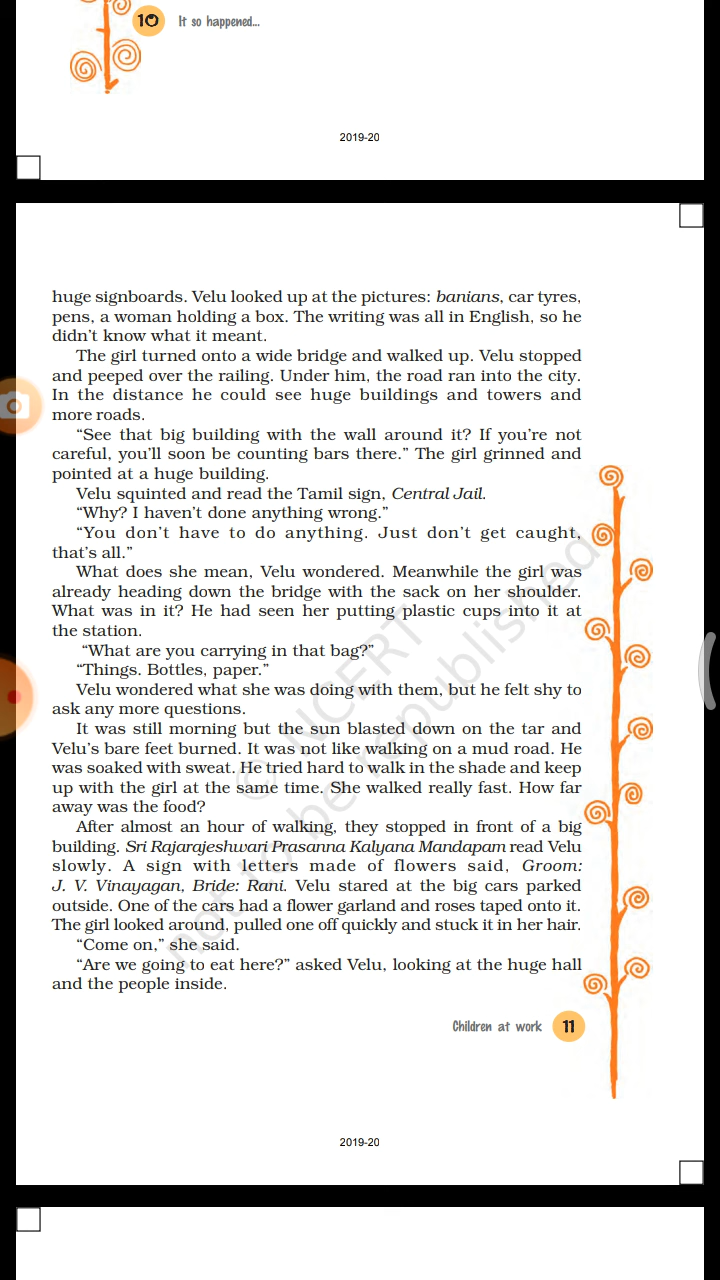 10 It so happened...
2019-20
huge signboards. Velu looked up at the pictures: banians, car tyres,
pens, a woman holding a box. The writing was all in English, so he
didn’t know what it meant.
The girl turned onto a wide bridge and walked up. Velu stopped
and peeped over the railing. Under him, the road ran into the city.
In the distance he could see huge buildings and towers and
more roads.
“See that big building with the wall around it? If you’re not
careful, you’ll soon be counting bars there.” The girl grinned and
pointed at a huge building.
Velu squinted and read the Tamil sign, Central Jail.
“Why? I haven’t done anything wrong.”
“You don’t have to do anything. Just don’t get caught,
that’s all.”
What does she mean, Velu wondered. Meanwhile the girl was
already heading down the bridge with the sack on her shoulder.
What was in it? He had seen her putting plastic cups into it at
the station.
“What are you carrying in that bag?”
“Things. Bottles, paper.”
Velu wondered what she was doing with them, but he felt shy to
ask any more questions.
It was still morning but the sun blasted down on the tar and
Velu’s bare feet burned. It was not like walking on a mud road. He
was soaked with sweat. He tried hard to walk in the shade and keep
up with the girl at the same time. She walked really fast. How far
away was the food?
After almost an hour of walking, they stopped in front of a big
building. Sri Rajarajeshwari Prasanna Kalyana Mandapam read Velu
slowly. A sign with letters made of flowers said, Groom:
J. V. Vinayagan, Bride: Rani. Velu stared at the big cars parked
outside. One of the cars had a flower garland and roses taped onto it.
The girl looked around, pulled one off quickly and stuck it in her hair.
“Come on,” she said.
“Are we going to eat here?” asked Velu, looking at the huge hall
and the people inside.
Children at work 11
2019-20
© NCERT
not to be republished